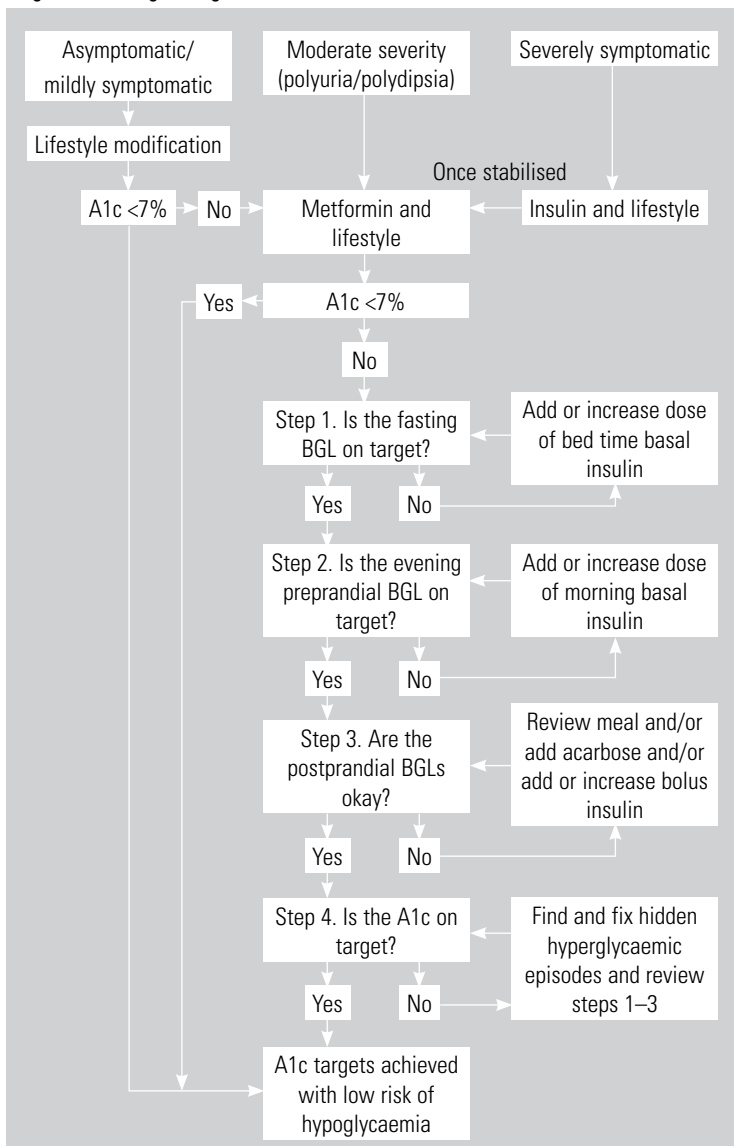 Asymptomatic/
mildly symptomatic
Moderate severity
(polyuria/polydipsia)
Severely symptomatic
Lifestyle modification
Once stabilised
A1c <7%
No
Metformin and
lifestyle
Insulin and lifestyle
Yes
A1c <7%
No
Step 1. Is the fasting
BGL on target?
Add or increase dose
of bed time basal
insulin
Yes
No
Step 2. Is the evening
preprandial BGL on
target?
Add or increase dose
of morning basal
insulin
Yes
No
Step 3. Are the
postprandial BGLs
okay?
Review meal and/or
add acarbose and/or
add or increase bolus
insulin
Yes
No
Step 4. Is the A1c on
target?
Find and fix hidden
hyperglycaemic
episodes and review
steps 1–3
Yes
No
A1c targets achieved
with low risk of
hypoglycaemia